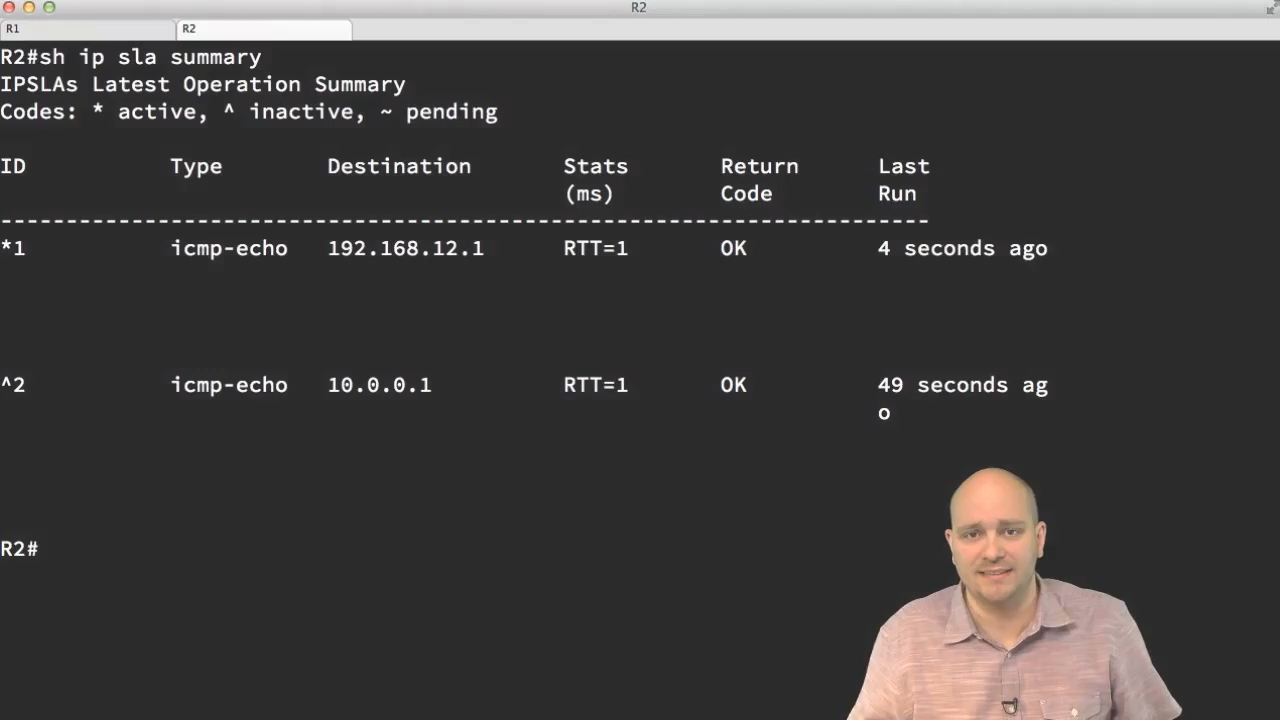 R2
R1 R2
R2#sh ip sla summary
IPSLAs Latest Operation Summary
Codes: * active, ^ inactive, ~ pending
ID Type Destination Stats Return Last
(ms) Code Run
-----------------------------------------------------------------------
*1 icmp-echo 192.168.12.1 RTT=1 OK 4 seconds ago
^2 icmp-echo 10.0.0.1 RTT=1 OK 49 seconds ag
o
R2#